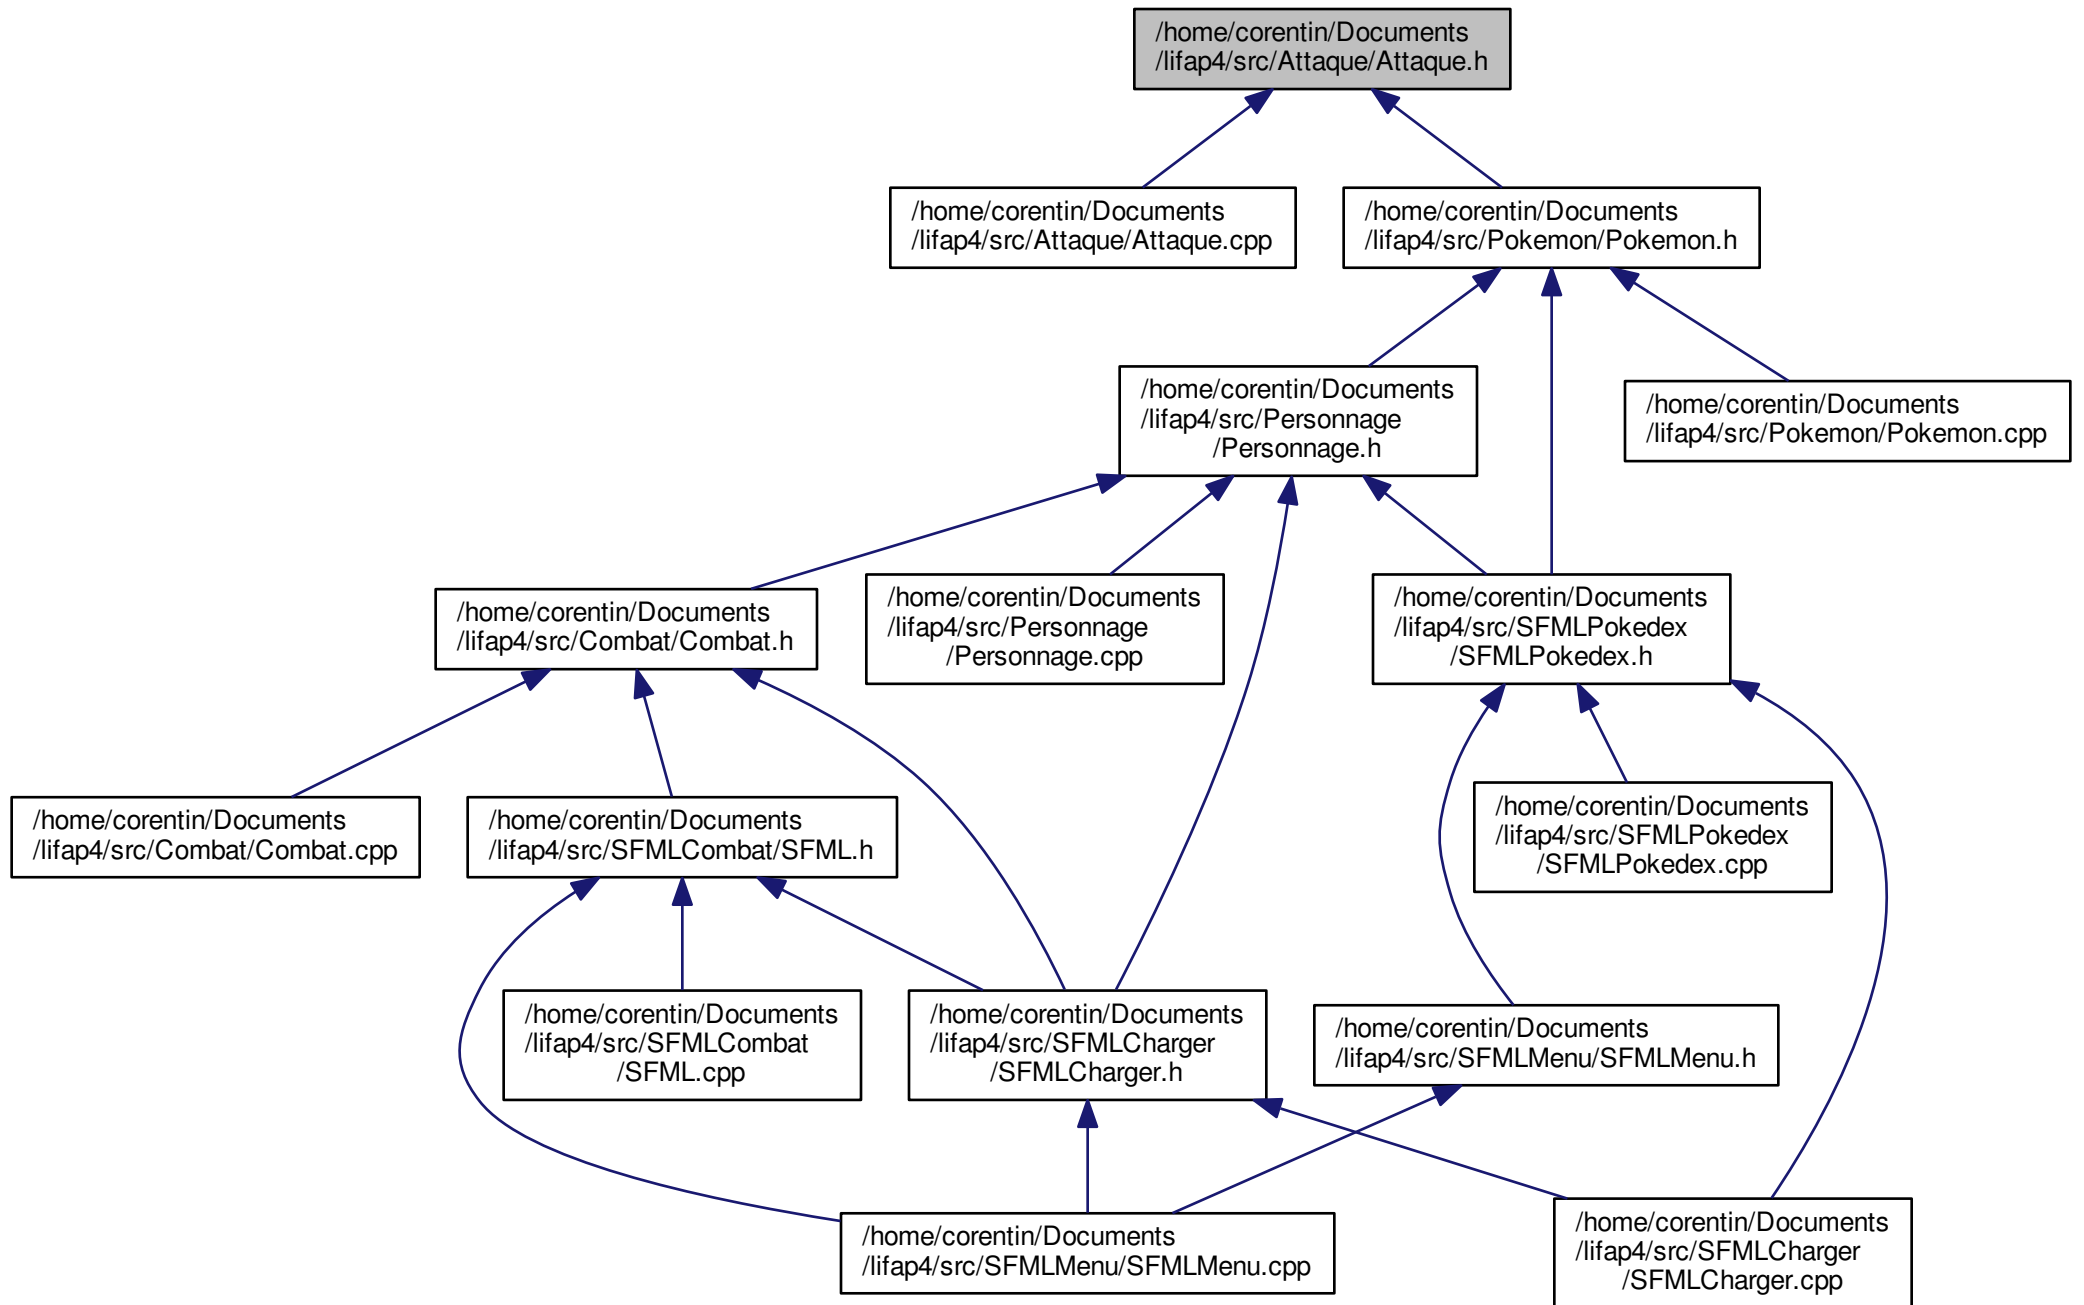 /home/corentin/Documents
/lifap4/src/Attaque/Attaque.h
/home/corentin/Documents
/lifap4/src/Attaque/Attaque.cpp
/home/corentin/Documents
/lifap4/src/Pokemon/Pokemon.h
/home/corentin/Documents
/lifap4/src/Personnage
/Personnage.h
/home/corentin/Documents
/lifap4/src/Pokemon/Pokemon.cpp
/home/corentin/Documents
/lifap4/src/Combat/Combat.h
/home/corentin/Documents
/lifap4/src/Personnage
/Personnage.cpp
/home/corentin/Documents
/lifap4/src/SFMLPokedex
/SFMLPokedex.h
/home/corentin/Documents
/lifap4/src/Combat/Combat.cpp
/home/corentin/Documents
/lifap4/src/SFMLCombat/SFML.h
/home/corentin/Documents
/lifap4/src/SFMLPokedex
/SFMLPokedex.cpp
/home/corentin/Documents
/lifap4/src/SFMLCombat
/SFML.cpp
/home/corentin/Documents
/lifap4/src/SFMLCharger
/SFMLCharger.h
/home/corentin/Documents
/lifap4/src/SFMLMenu/SFMLMenu.h
/home/corentin/Documents
/lifap4/src/SFMLMenu/SFMLMenu.cpp
/home/corentin/Documents
/lifap4/src/SFMLCharger
/SFMLCharger.cpp